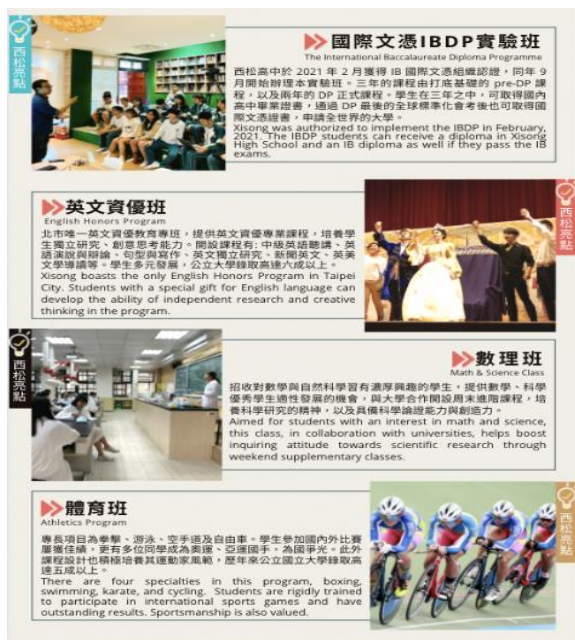 西松亮點
國際文憑IBDP實驗班
The International Baccalaureate Diploma Programme
西松高中於 2021 年 2 月獲得 IB 國際文憑組織認證，同年 9
月開始辦理本實驗班。三年的課程由打底基礎的 pre-DP 課
程，以及兩年的 DP 正式課程。學生在三年之中，可取得國內
高中畢業證書，通過 DP 最後的全球標準化會考後也可取得國
際文憑證書，申請全世界的大學。
Xisong was authorized to implement the IBDP in February,
2021. The IBDP students can receive a diploma in Xisong
High School and an IB diploma as well if they pass the IB
exams.
英文資優班
English Honors Program
北市唯一英文資優教育專班，提供英文資優專業課程，培養學
生獨立研究、創意思考能力。開設課程有: 中級英語聽講、英
語演說與辯論、句型與寫作、英文獨立研究、新聞英文、英美
文學導讀等。學生多元發展，公立大學錄取高達六成以上。
Xisong boasts the only English Honors Program in Taipei
City. Students with a special gift for English language can
develop the ability of independent research and creative
thinking in the program.
西松亮點
西松亮點
數理班
Math & Science Class
招收對數學與自然科學習有濃厚興趣的學生，提供數學、科學
優秀學生適性發展的機會，與大學合作開設周末進階課程，培
養科學研究的精神，以及具備科學論證能力與創造力。
Aimed for students with an interest in math and science,
this class, in collaboration with universities, helps boost
inquiring attitude towards scientific research through
weekend supplementary classes.
體育班
Athletics Program
專長項目為拳擊、游泳、空手道及自由車。學生參加國內外比賽
屢獲佳績，更有多位同學成為奧運、亞運國手，為國爭光。此外
課程設計也積極培養其運動家風範，歷年來公立國立大學錄取高
達五成以上。
There are four specialties in this program, boxing,
swimming, karate, and cycling. Students are rigidly trained
to participate in international sports games and have
outstanding results. Sportsmanship is also valued.
西松亮點